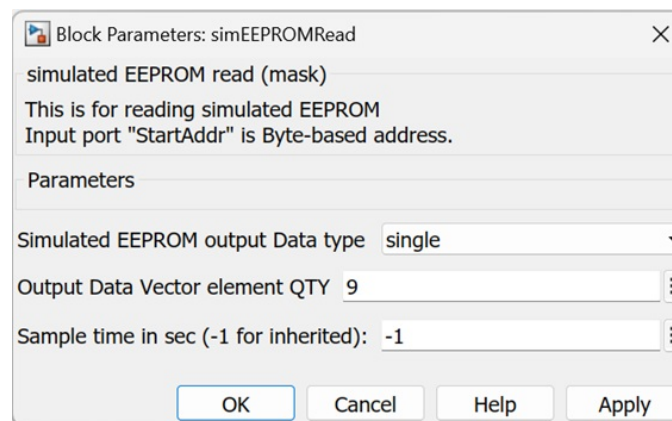 Block Parameters: simEEPROMRead
simulated EEPROM read (mask)
This is for reading simulated EEPROM
Input port "StartAddr" is Byte-based address.
Parameters
Simulated EEPROM output Data type single
Output Data Vector element QTY 9
Sample time in sec (-1 for inherited): -1
OK Cancel Help Apply